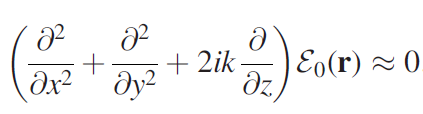 (∂²/∂x² + ∂²/∂y² + 2ik ∂/∂z) ℰ₀(𝐫) ≈ 0